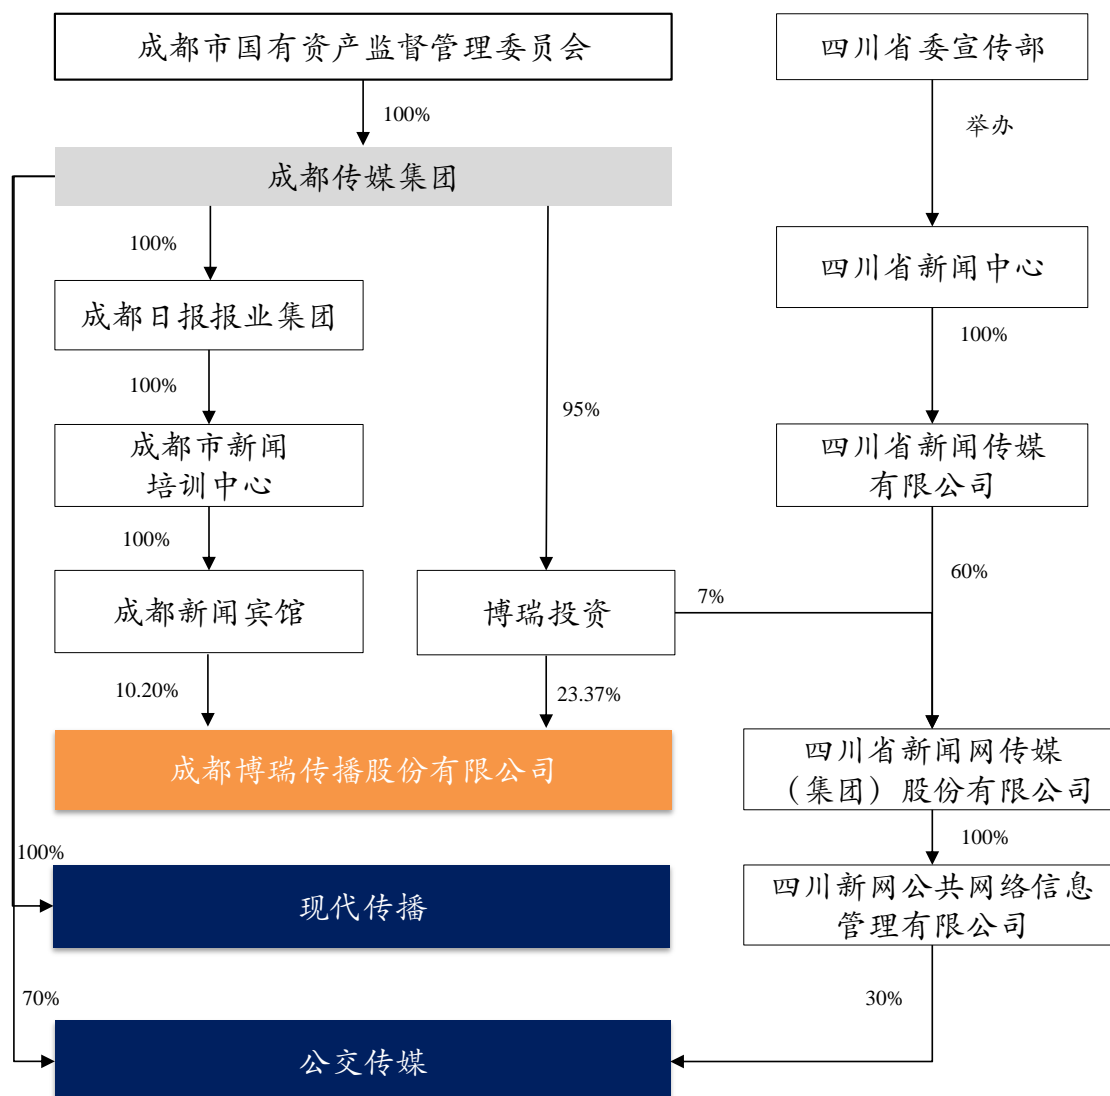 成都市国有资产监督管理委员会
四川省委宣传部
100%
举办
成都传媒集团
100%
四川省新闻中心
成都日报报业集团
100%
100%
95%
成都市新闻
培训中心
四川省新闻传媒
有限公司
100%
60%
成都新闻宾馆
博瑞投资
7%
10.20%
23.37%
成都博瑞传播股份有限公司
四川省新闻网传媒
（集团）股份有限公司
100%
100%
现代传播
四川新网公共网络信息
管理有限公司
70%
30%
公交传媒